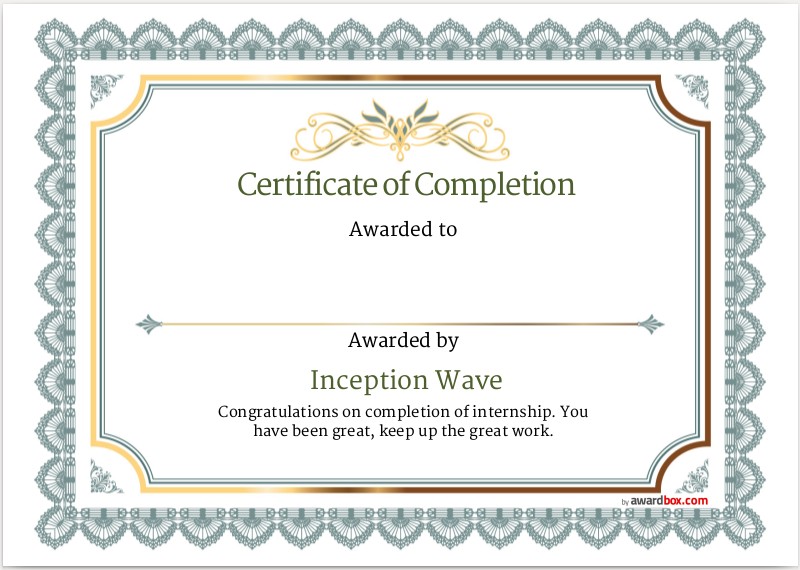 Certificate of Completion
Awarded to
Awarded by
Inception Wave
Congratulations on completion of internship. You
have been great, keep up the great work.
by awardbox.com